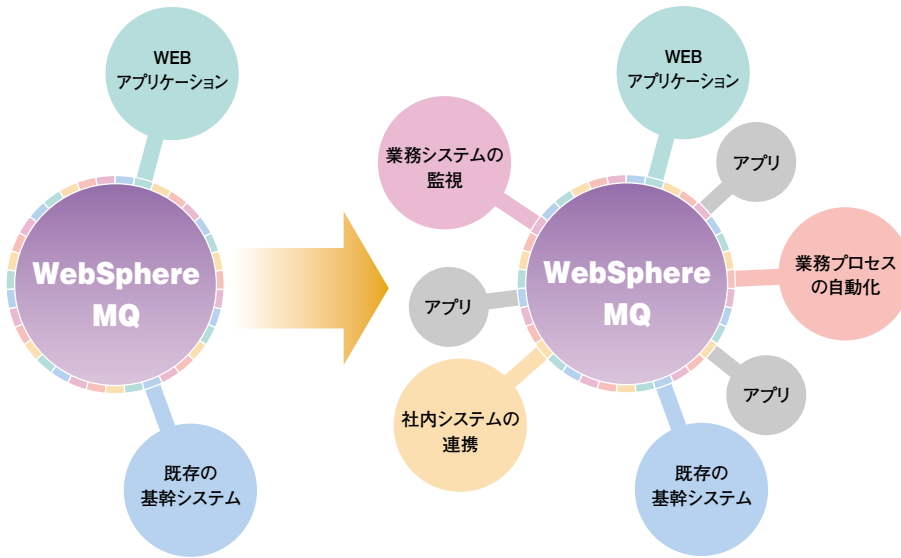 WEB
アプリケーション
WebSphere
MQ
既存の
基幹システム
WEB
アプリケーション
業務システムの
監視
アプリ
業務プロセス
の自動化
WebSphere
MQ
アプリ
アプリ
社内システムの
連携
既存の
基幹システム